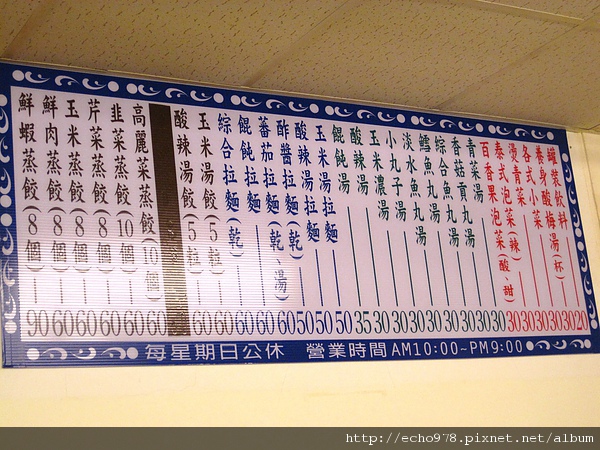 鮮蝦蒸餃(8個) 90
鮮肉蒸餃(8個) 60
玉米蒸餃(8個) 60
芹菜蒸餃(8個) 60
韭菜蒸餃(10個) 60
高麗菜蒸餃(10個) 60
酸辣湯餃(5粒) 60
玉米湯餃(5粒) 60
綜合拉麵(乾) 60
餛飩拉麵 60
蕃茄拉麵(乾、湯) 60
酢醬拉麵(乾) 50
酸辣湯拉麵 50
玉米湯拉麵 50
餛飩湯 35
酸辣湯 30
玉米濃湯 30
小丸子湯 30
淡水魚丸湯 30
鱈魚丸湯 30
綜合魚丸湯 30
香菇貢丸湯 30
青菜湯 30
百香果泡菜(酸、甜) 30
泰式泡菜(辣) 30
燙青菜 30
各式小菜 30
養身酸梅湯(杯) 30
罐裝飲料 20
每星期日公休 營業時間AM10:00~PM9:00
http://echo978.pixnet.net/album